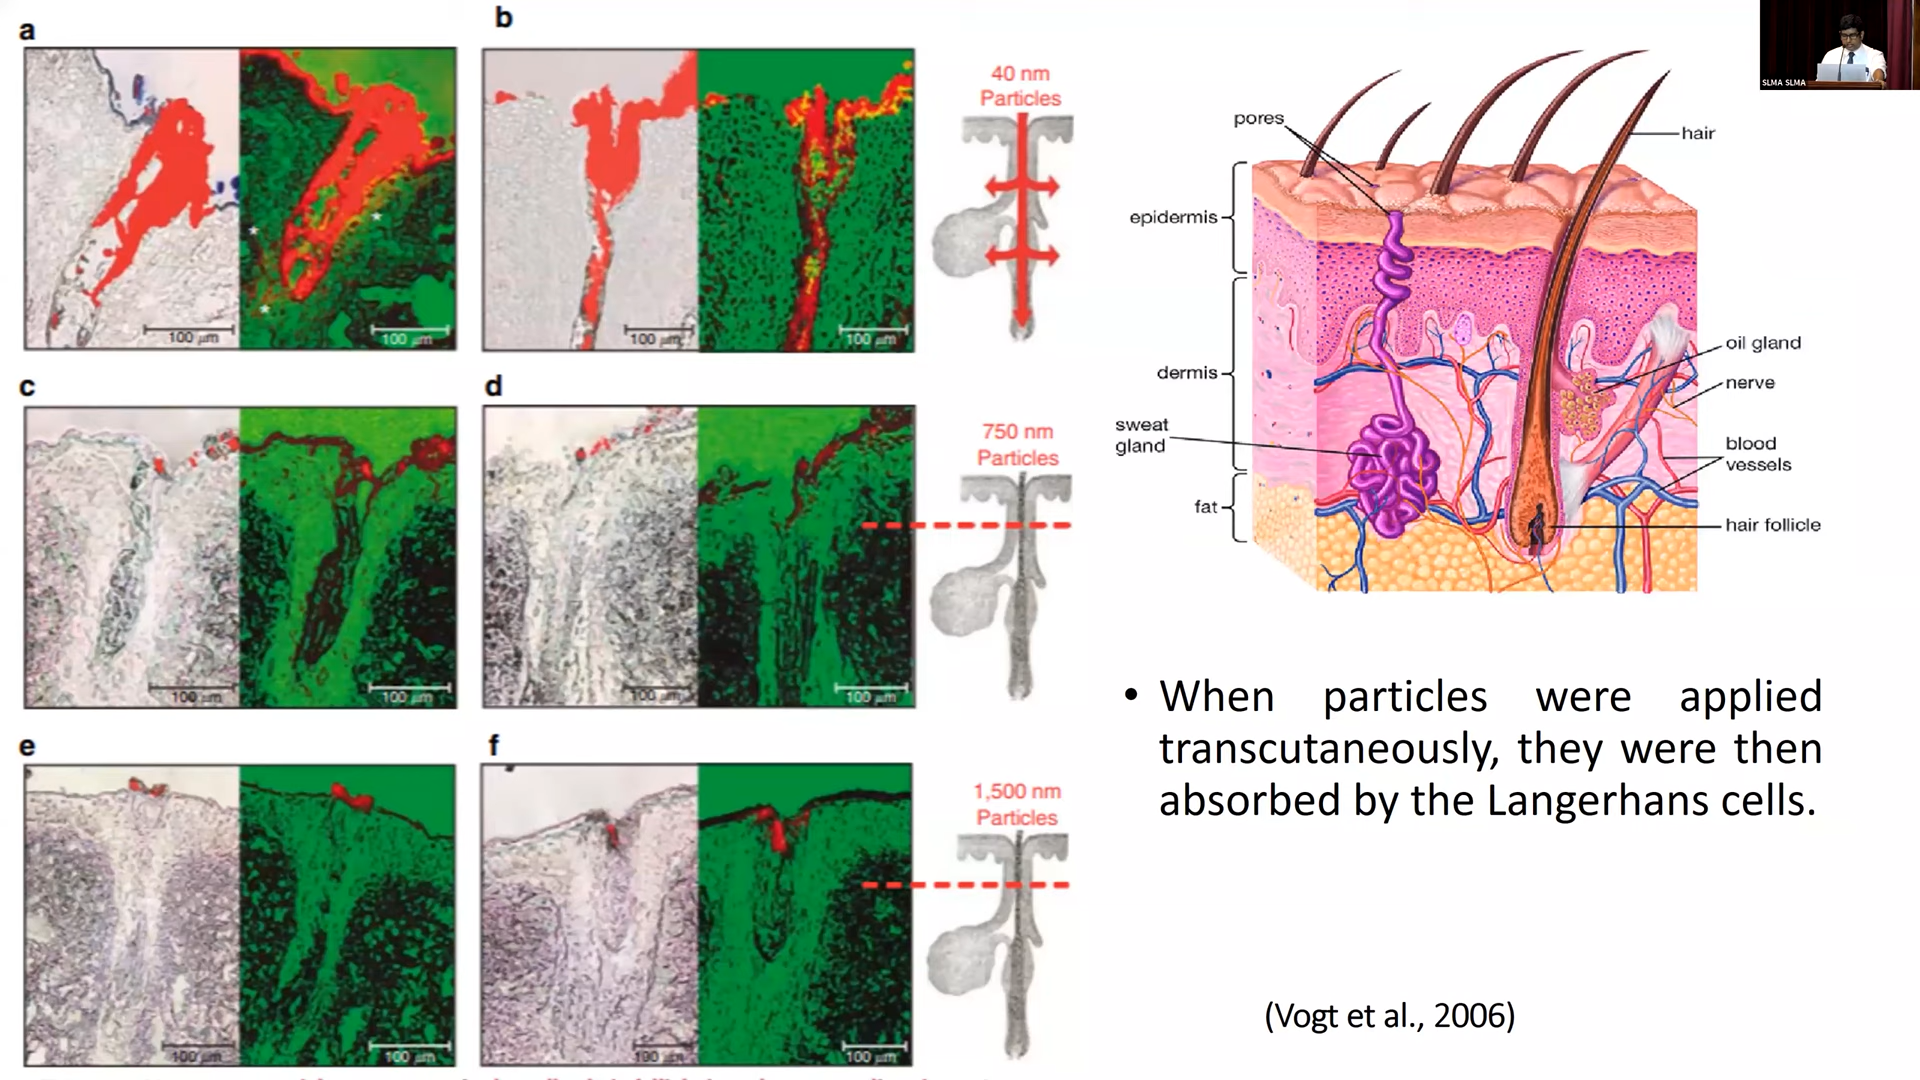 a
b
100 μm
100 μm
100 μm
100 μm
40 nm
Particles
c
d
100 μm
100 μm
100 μm
100 μm
750 nm
Particles
e
f
100 μm
100 μm
100 μm
100 μm
1,500 nm
Particles
pores
hair
epidermis
dermis
oil gland
nerve
sweat
gland
blood
vessels
fat
hair follicle
• When particles were applied
transcutaneously, they were then
absorbed by the Langerhans cells.
(Vogt et al., 2006)
SLMA SLMA